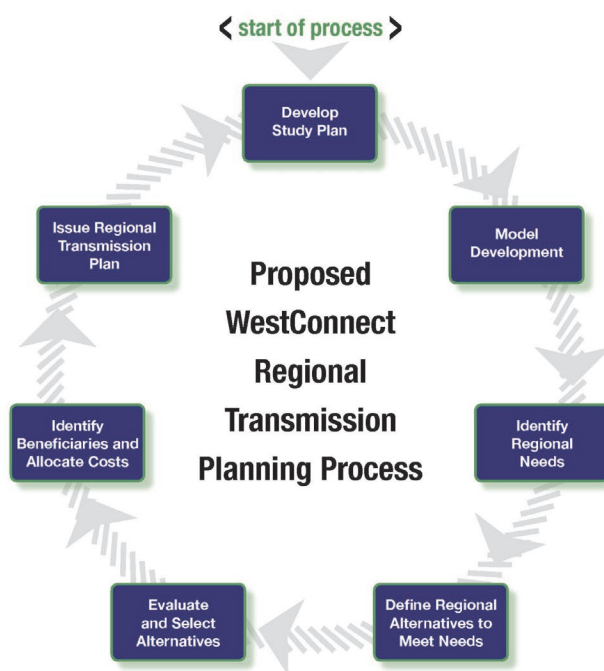 < start of process >
Develop
Study Plan
Model
Development
Identify
Regional
Needs
Define Regional
Alternatives to
Meet Needs
Evaluate
and Select
Alternatives
Identify
Beneficiaries and
Allocate Costs
Issue Regional
Transmission
Plan
Proposed
WestConnect
Regional
Transmission
Planning Process